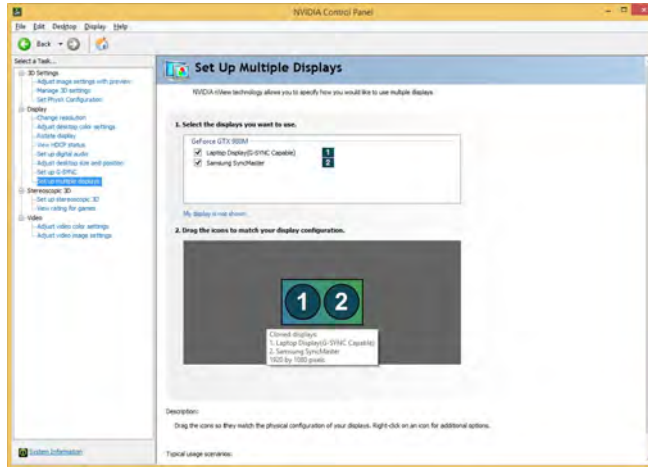 NVIDIA Control Panel
File Edit Desktop Display Help
Back
Select a Task...
3D Settings
Adjust image settings with preview
Manage 3D settings
Set PhysX Configuration
Display
Change resolution
Adjust desktop color settings
Rotate display
View HDCP status
Set up digital audio
Adjust desktop size and position
Set up G-SYNC
Set up multiple displays
Stereoscopic 3D
Set up stereoscopic 3D
View rating for games
Video
Adjust video color settings
Adjust video image settings
System Information
Set Up Multiple Displays
NVIDIA nView technology allows you to specify how you would like to use multiple displays.
1. Select the displays you want to use.
GeForce GTX 980M
Laptop Display(G-SYNC Capable) 1
Samsung SyncMaster 2
My display is not shown...
2. Drag the icons to match your display configuration.
1 2
Cloned displays
1. Laptop Display(G-SYNC Capable)
2. Samsung SyncMaster
1920 by 1080 pixels
Description:
Drag the icons so they match the physical configuration of your displays. Right-click on an icon for additional options.
Typical usage scenarios: